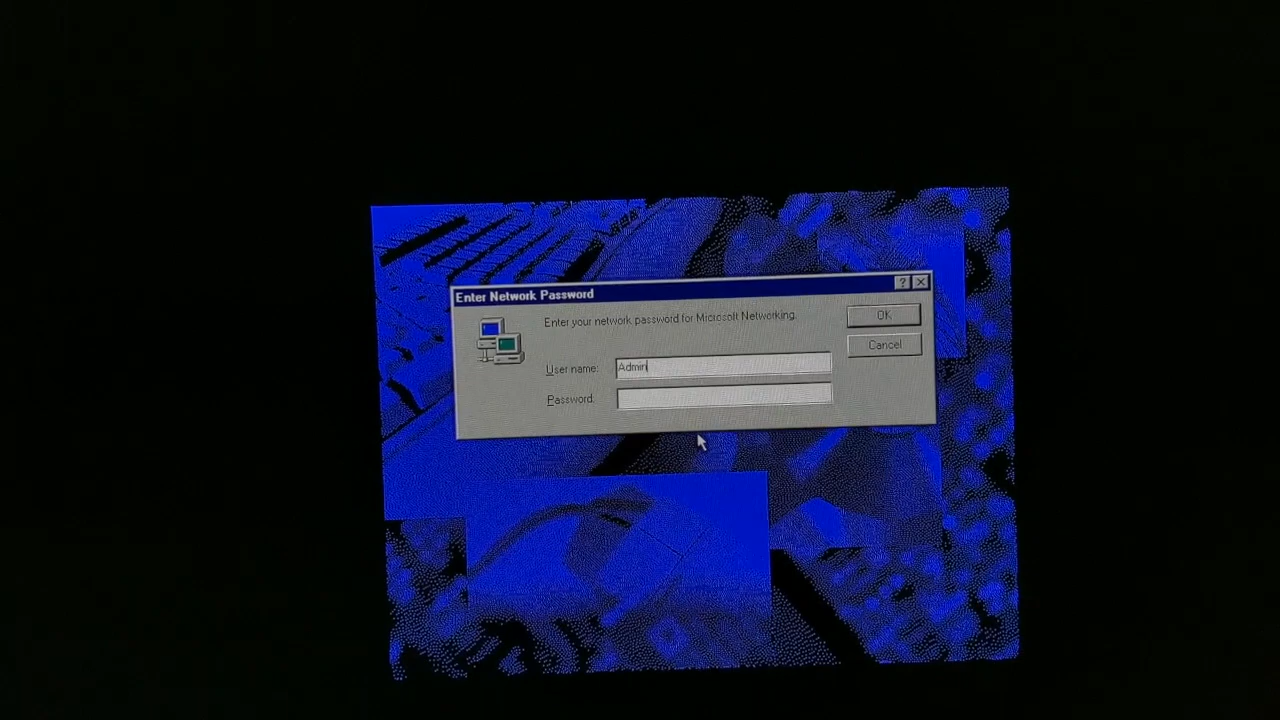 Enter Network Password
?
Enter your network password for Microsoft Networking.
OK
Cancel
User name: Admin
Password: